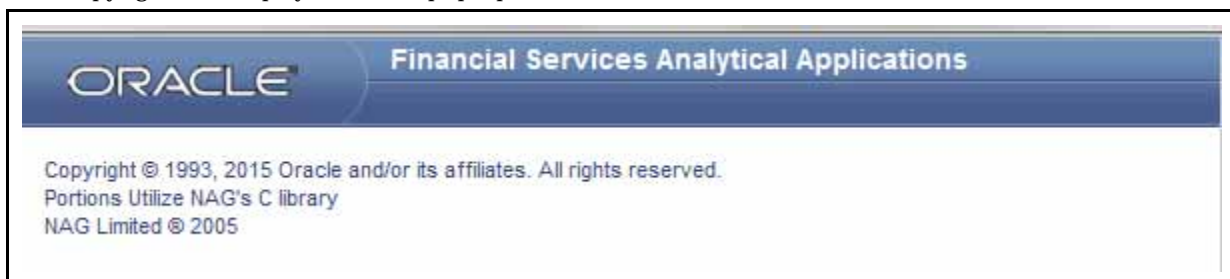 ORACLE
Financial Services Analytical Applications
Copyright © 1993, 2015 Oracle and/or its affiliates. All rights reserved.
Portions Utilize NAG's C library
NAG Limited © 2005